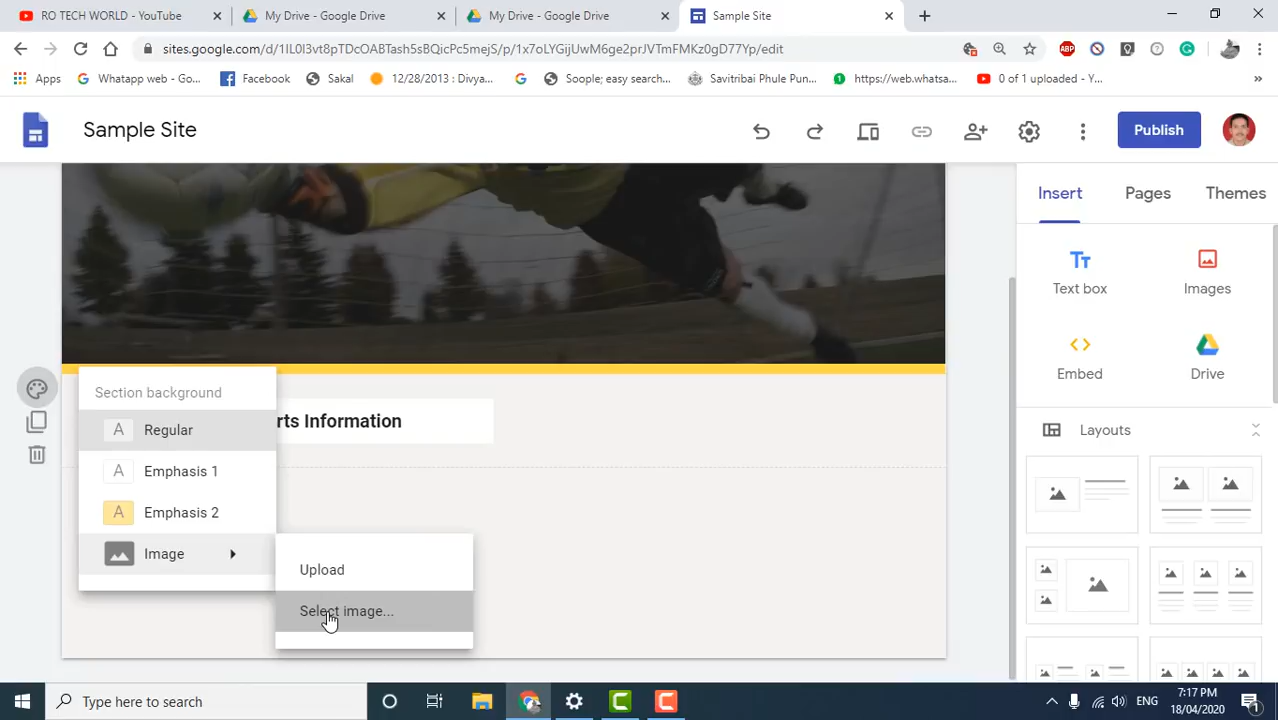 RO TECH WORLD - YouTube
My Drive - Google Drive
My Drive - Google Drive
Sample Site
sites.google.com/d/1IL0I3vt8pTDcOABTash5sBQicPc5mejS/p/1x7oLYGijUwM6ge2prJVTmFMKz0gD77Yp/edit
ABP
Apps
Whatapp web - Go...
Facebook
Sakal
12/28/2013 : Divya...
Soople; easy search...
Savitribai Phule Pun...
https://web.whatsa...
0 of 1 uploaded - Y...
»
Sample Site
Publish
Insert
Pages
Themes
Tт
Text box
Images
Embed
Drive
Layouts
Section background
A Regular
A Emphasis 1
A Emphasis 2
Image
rts Information
Upload
Select image...
Type here to search
ENG
7:17 PM
18/04/2020
1